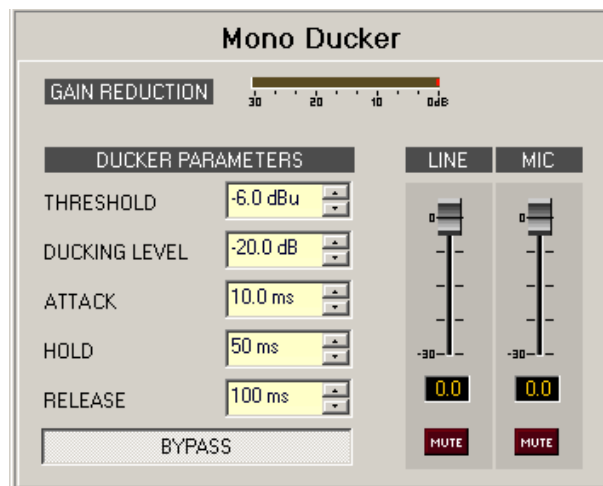 Mono Ducker
GAIN REDUCTION
30 20 10 0dB
DUCKER PARAMETERS LINE MIC
THRESHOLD -6.0 dBu
DUCKING LEVEL -20.0 dB
ATTACK 10.0 ms
HOLD 50 ms
RELEASE 100 ms
BYPASS
0 0
-30 -30
0.0 0.0
MUTE MUTE